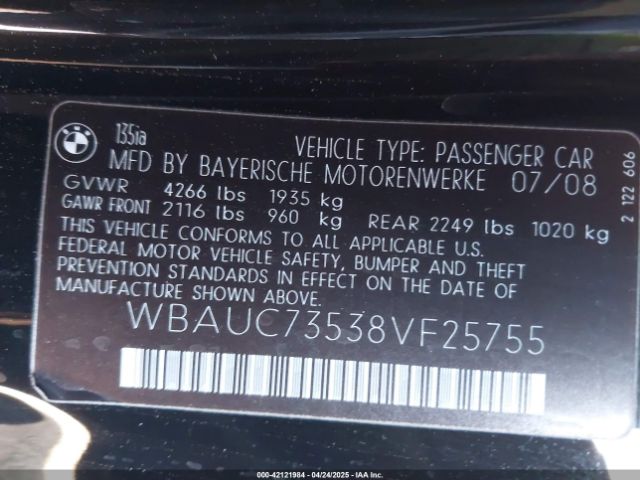 BMW
135ia
VEHICLE TYPE: PASSENGER CAR
MFD BY BAYERISCHE MOTORENWERKE 07/08
GVWR 4266 lbs 1935 kg
GAWR FRONT 2116 lbs 960 kg REAR 2249 lbs 1020 kg
THIS VEHICLE CONFORMS TO ALL APPLICABLE U.S.
FEDERAL MOTOR VEHICLE SAFETY, BUMPER AND THEFT
PREVENTION STANDARDS IN EFFECT ON THE DATE OF
MANUFACTURE SHOWN ABOVE.
WBAUC73538VF25755
2 122 606
000-42121984 - 04/24/2025 - IAA